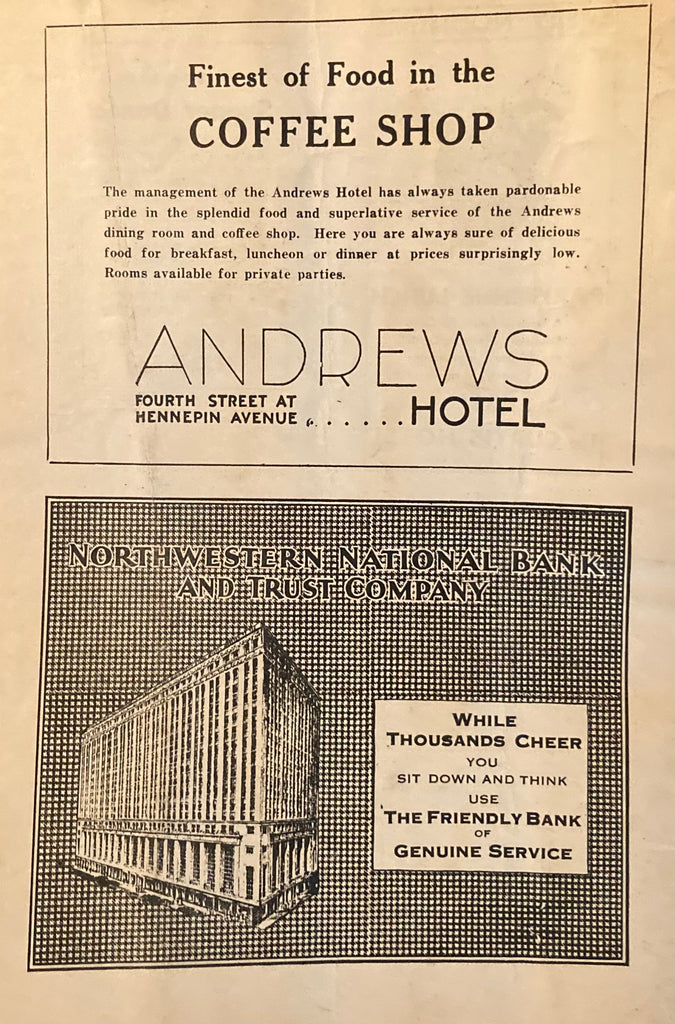 Finest of Food in the
COFFEE SHOP
The management of the Andrews Hotel has always taken pardonable
pride in the splendid food and superlative service of the Andrews
dining room and coffee shop. Here you are always sure of delicious
food for breakfast, luncheon or dinner at prices surprisingly low.
Rooms available for private parties.
ANDREWS
FOURTH STREET AT
HENNEPIN AVENUE . . . . . . HOTEL
NORTHWESTERN NATIONAL BANK
AND TRUST COMPANY
WHILE
THOUSANDS CHEER
YOU
SIT DOWN AND THINK
USE
THE FRIENDLY BANK
OF
GENUINE SERVICE